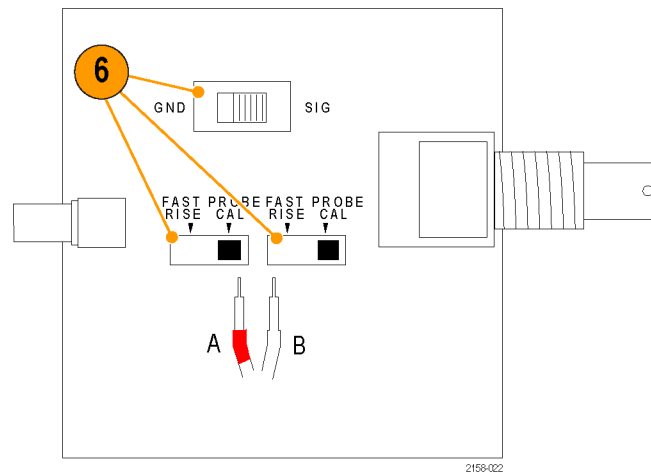 6
GND SIG
FAST PROBE FAST PROBE
RISE CAL RISE CAL
A B
2158-022